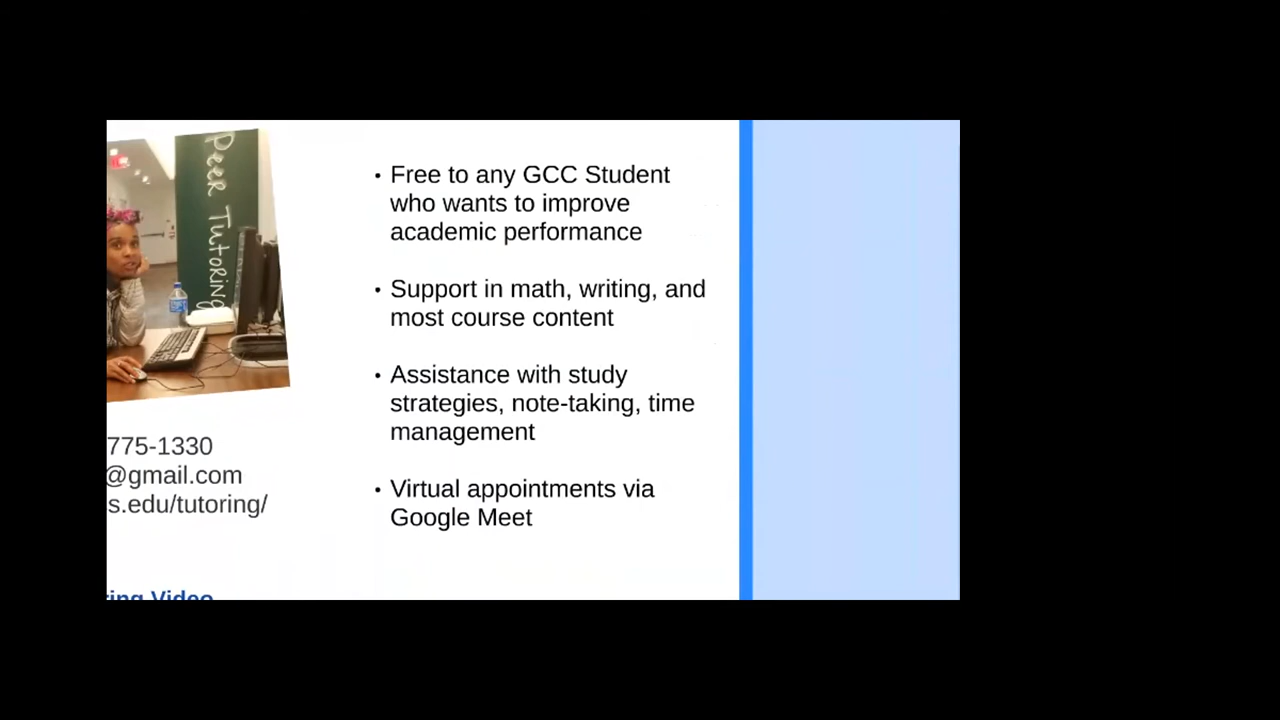 Peer Tutoring
• Free to any GCC Student
who wants to improve
academic performance
• Support in math, writing, and
most course content
• Assistance with study
strategies, note-taking, time
management
• Virtual appointments via
Google Meet
775-1330
@gmail.com
s.edu/tutoring/
ring Video